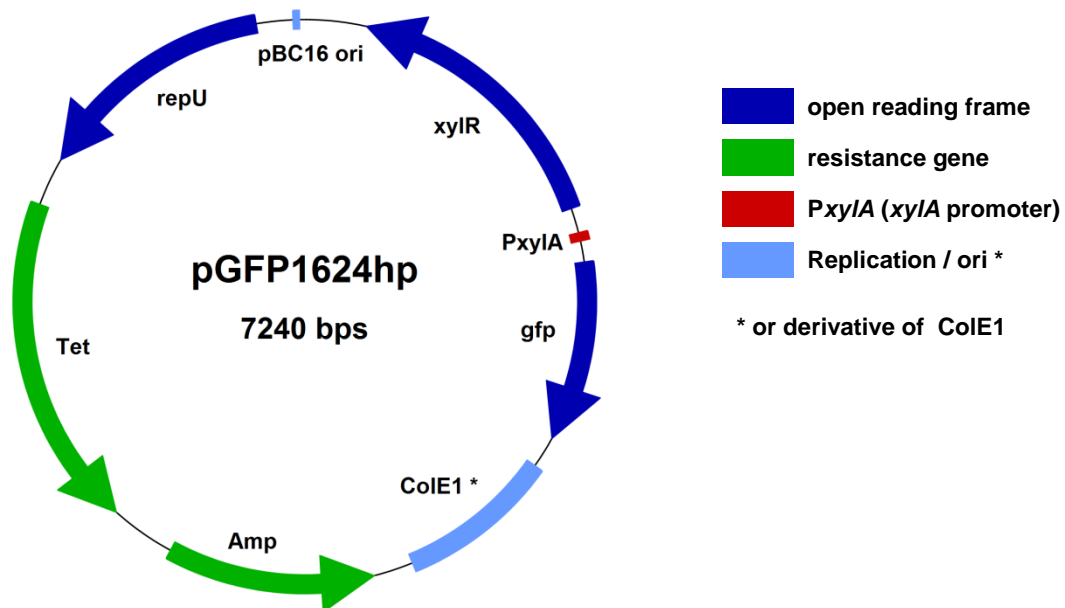 pBC16 ori
repU
xylR
PxylA
pGFP1624hp
7240 bps
gfp
Tet
ColE1 *
Amp
open reading frame
resistance gene
PxylA (xylA promoter)
Replication / ori *
* or derivative of ColE1